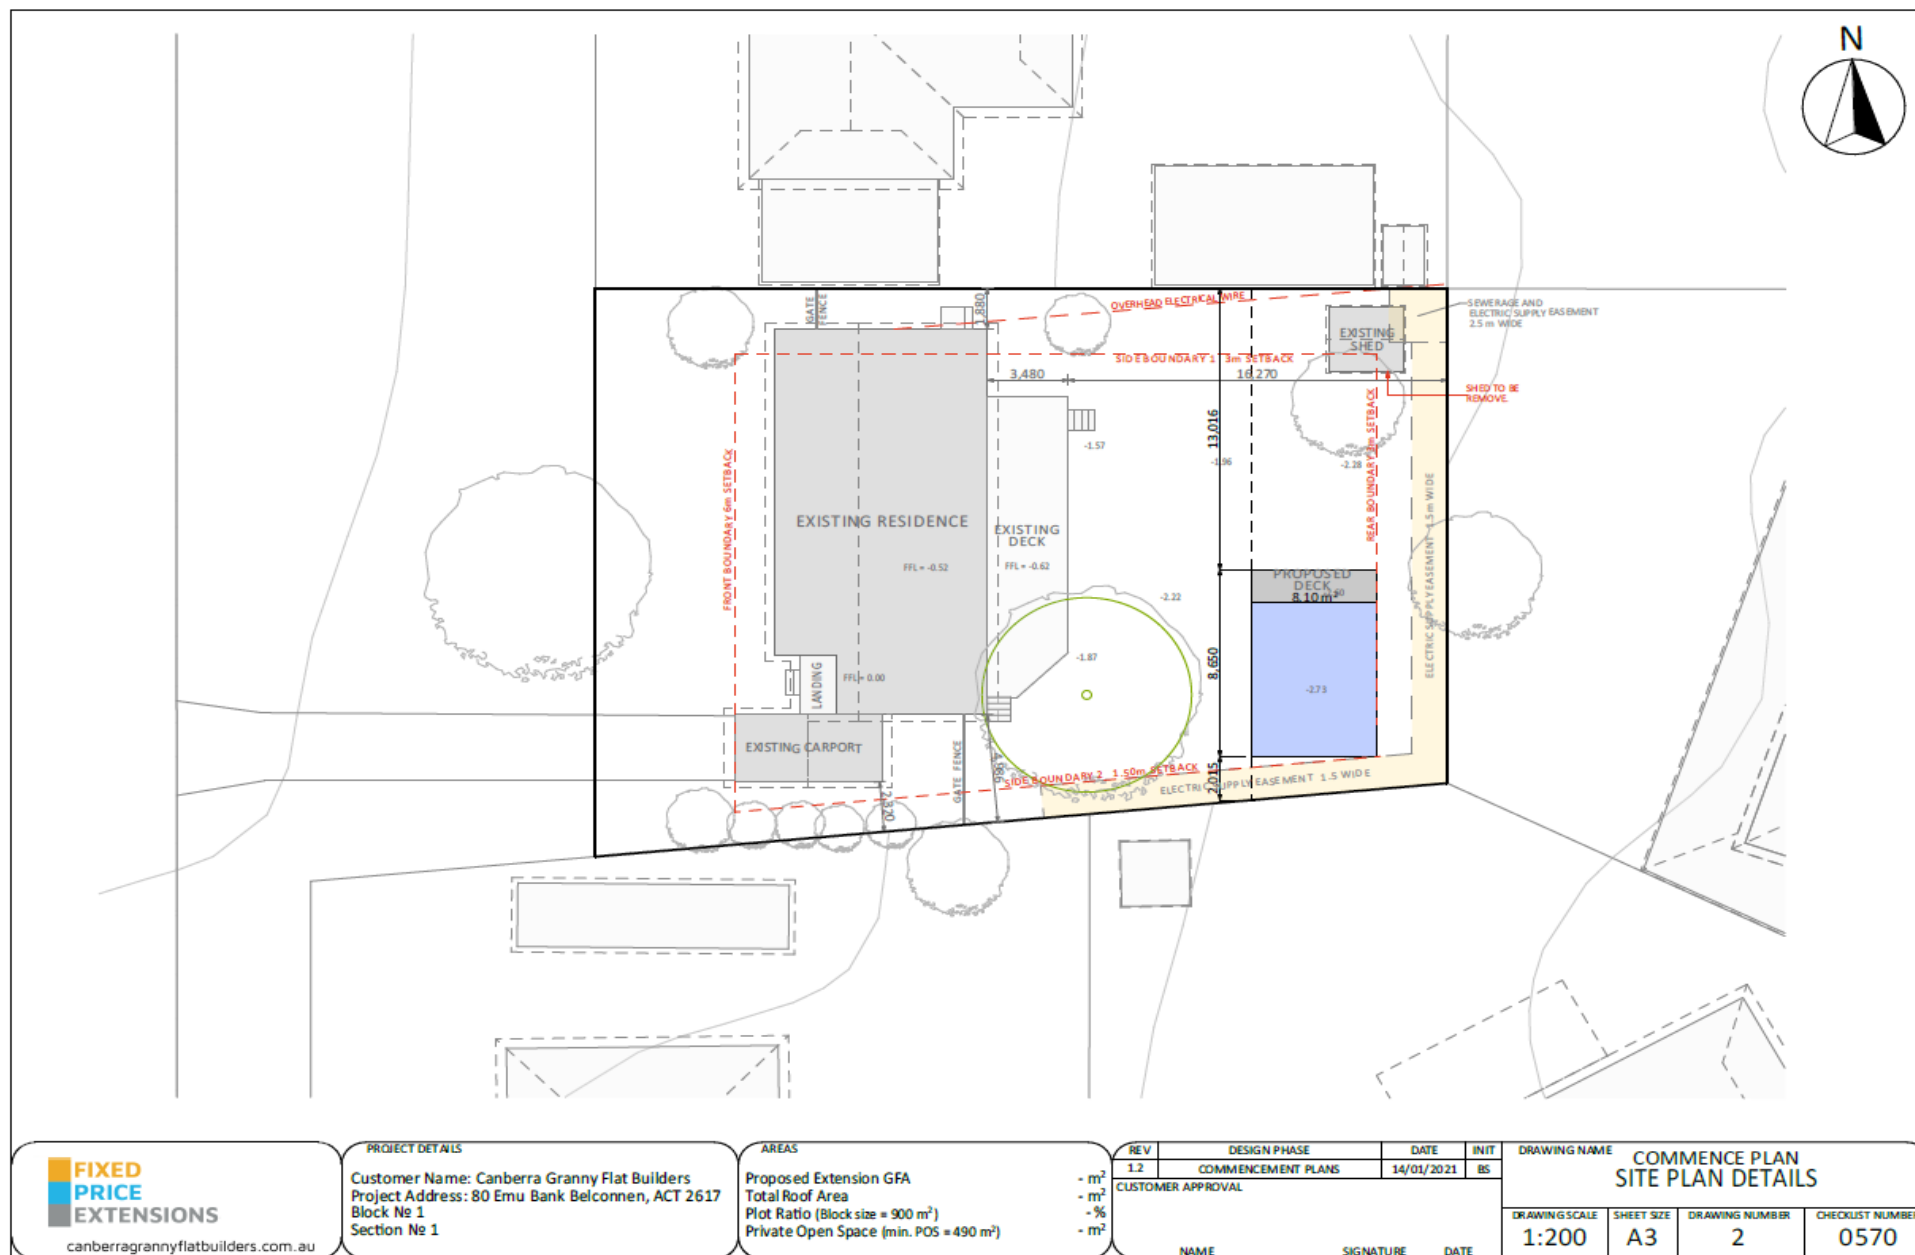 N
OVERHEAD ELECTRICAL WIRE
GATE
FENCE
1,880
SEWERAGE AND
ELECTRIC SUPPLY EASEMENT
2.5 m WIDE
EXISTING
SHED
SIDE BOUNDARY 1 3m SETBACK
3,480
16,270
SHED TO BE
REMOVE.
13,016
-1.57
-1.96
-2.28
REAR BOUNDARY 3m SETBACK
FRONT BOUNDARY 6m SETBACK
ELECTRIC SUPPLY EASEMENT 1.5m WIDE
EXISTING RESIDENCE
EXISTING
DECK
FFL = -0.52
FFL = -0.62
PROPOSED
DECK
8.10 m²
-2.22
-1.87
8,650
-2.73
LANDING
FFL = 0.00
EXISTING CARPORT
GATE FENCE
4,986
2,320
SIDE BOUNDARY 2 1.50m SETBACK
2,015
ELECTRIC SUPPLY EASEMENT 1.5 WIDE
FIXED
PRICE
EXTENSIONS
canberragrannyflatbuilders.com.au
PROJECT DETAILS
Customer Name: Canberra Granny Flat Builders
Project Address: 80 Emu Bank Belconnen, ACT 2617
Block № 1
Section № 1
AREAS
Proposed Extension GFA - m²
Total Roof Area - m²
Plot Ratio (Block size = 900 m²) - %
Private Open Space (min. POS = 490 m²) - m²
REV DESIGN PHASE DATE INIT
1.2 COMMENCEMENT PLANS 14/01/2021 BS
CUSTOMER APPROVAL
NAME SIGNATURE DATE
DRAWING NAME
COMMENCE PLAN
SITE PLAN DETAILS
DRAWING SCALE SHEET SIZE DRAWING NUMBER CHECKLIST NUMBER
1:200 A3 2 0570